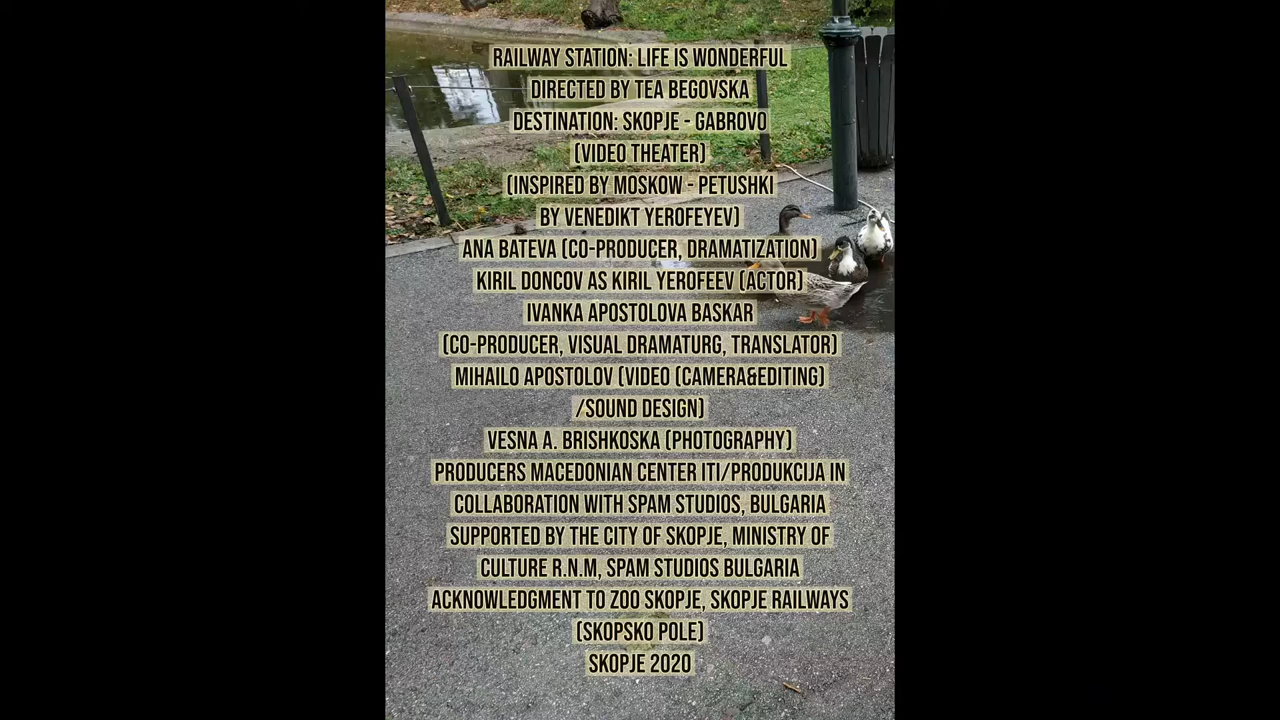 RAILWAY STATION: LIFE IS WONDERFUL
DIRECTED BY TEA BEGOVSKA
DESTINATION: SKOPJE - GABROVO
(VIDEO THEATER)
(INSPIRED BY MOSKOW - PETUSHKI
BY VENEDIKT YEROFEYEV)
ANA BATEVA (CO-PRODUCER, DRAMATIZATION)
KIRIL DONCOV AS KIRIL YEROFEEV (ACTOR)
IVANKA APOSTOLOVA BASKAR
(CO-PRODUCER, VISUAL DRAMATURG, TRANSLATOR)
MIHAILO APOSTOLOV (VIDEO (CAMERA&EDITING)
/SOUND DESIGN)
VESNA A. BRISHKOSKA (PHOTOGRAPHY)
PRODUCERS MACEDONIAN CENTER ITI/PRODUKCIJA IN
COLLABORATION WITH SPAM STUDIOS, BULGARIA
SUPPORTED BY THE CITY OF SKOPJE, MINISTRY OF
CULTURE R.N.M, SPAM STUDIOS BULGARIA
ACKNOWLEDGMENT TO ZOO SKOPJE, SKOPJE RAILWAYS
(SKOPSKO POLE)
SKOPJE 2020